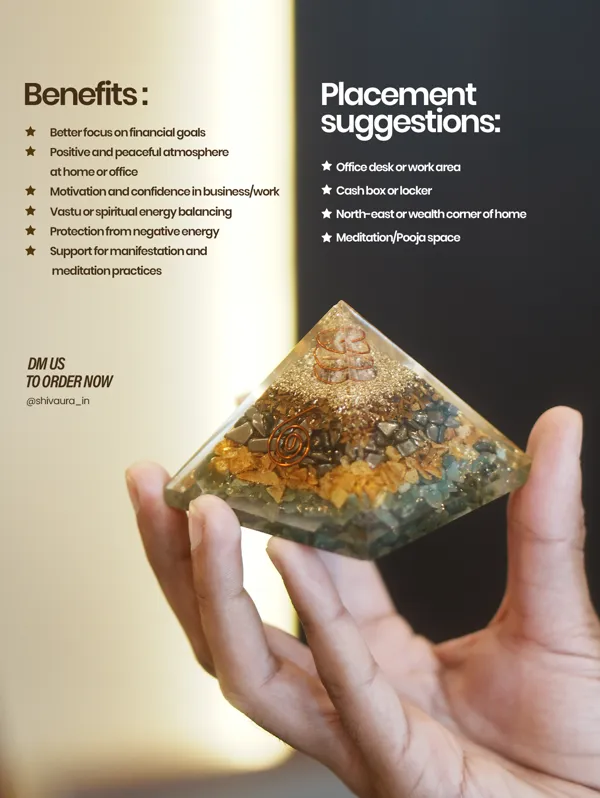 Benefits :
★ Better focus on financial goals
★ Positive and peaceful atmosphere
at home or office
★ Motivation and confidence in business/work
★ Vastu or spiritual energy balancing
★ Protection from negative energy
★ Support for manifestation and
meditation practices
DM US
TO ORDER NOW
@shivaura_in
Placement
suggestions:
★ Office desk or work area
★ Cash box or locker
★ North-east or wealth corner of home
★ Meditation/Pooja space